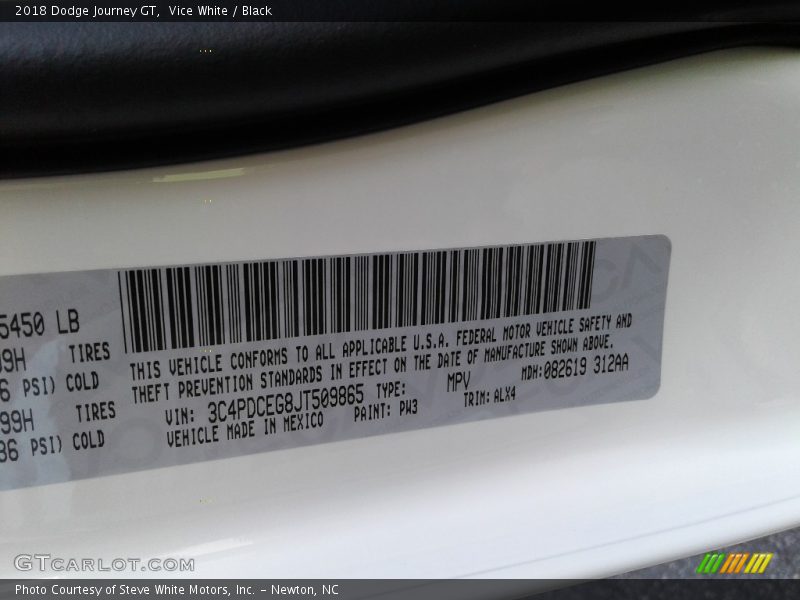 2018 Dodge Journey GT,  Vice White / Black
5450 LB
99H TIRES
6 PSI) COLD
99H TIRES
36 PSI) COLD
THIS VEHICLE CONFORMS TO ALL APPLICABLE U.S.A. FEDERAL MOTOR VEHICLE SAFETY AND
THEFT PREVENTION STANDARDS IN EFFECT ON THE DATE OF MANUFACTURE SHOWN ABOVE.
VIN: 3C4PDCEG8JT509865 TYPE: MPV MDH:082619 312AA
VEHICLE MADE IN MEXICO PAINT: PW3 TRIM: ALX4
GTCARLOT.COM
Photo Courtesy of Steve White Motors, Inc. – Newton, NC